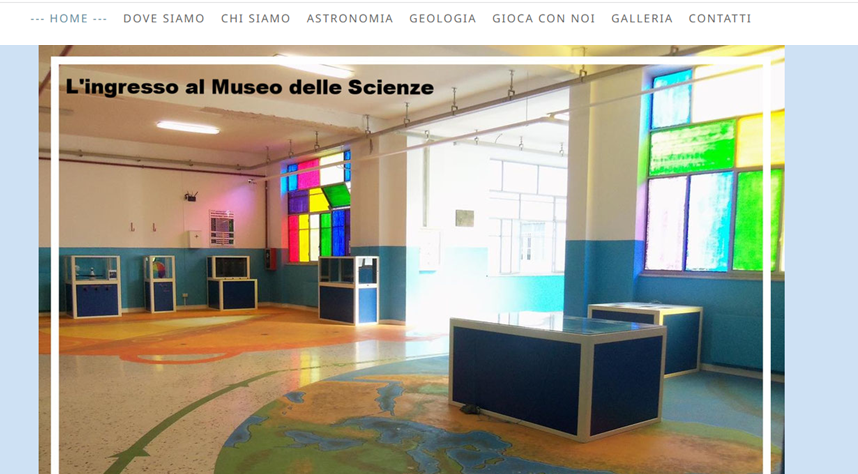 --- HOME --- DOVE SIAMO CHI SIAMO ASTRONOMIA GEOLOGIA GIOCA CON NOI GALLERIA CONTATTI
L'ingresso al Museo delle Scienze